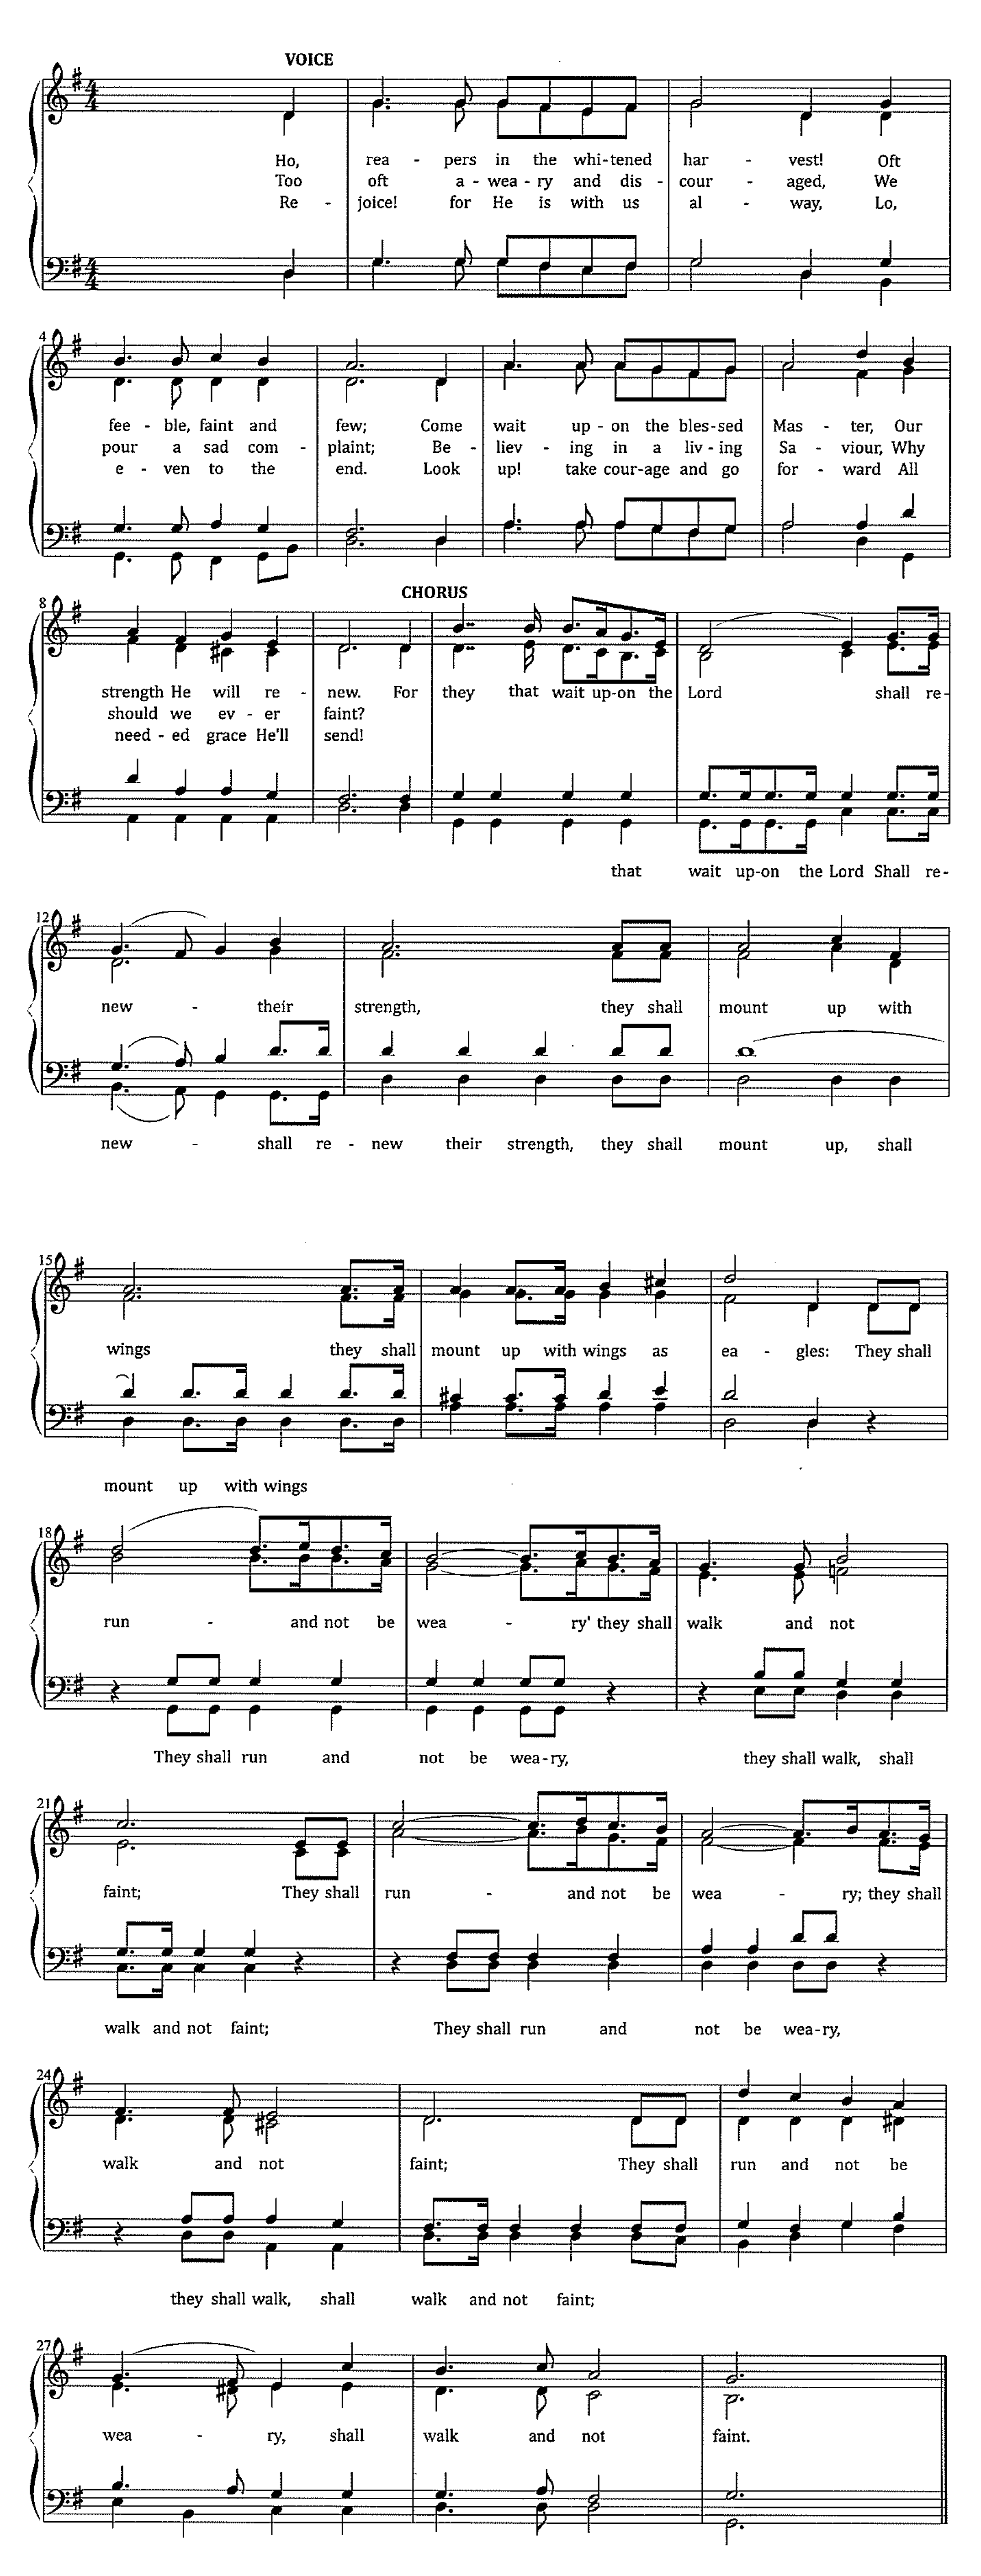 VOICE
Ho, rea - pers in the whi-tened har - vest! Oft
Too oft a - wea - ry and dis - cour - aged, We
Re - joice! for He is with us al - way, Lo,
4
fee - ble, faint and few; Come wait up - on the bles-sed Mas - ter, Our
pour a sad com - plaint; Be - liev - ing in a liv - ing Sa - viour, Why
e - ven to the end. Look up! take cour-age and go for - ward All
8
CHORUS
strength He will re - new. For they that wait up-on the Lord shall re-
should we ev - er faint?
need - ed grace He'll send!
that wait up-on the Lord Shall re-
12
new - their strength, they shall mount up with
new - shall re - new their strength, they shall mount up, shall
15
wings they shall mount up with wings as ea - gles: They shall
mount up with wings
18
run - and not be wea - ry' they shall walk and not
They shall run and not be wea-ry, they shall walk, shall
21
faint; They shall run - and not be wea - ry; they shall
walk and not faint; They shall run and not be wea-ry,
24
walk and not faint; They shall run and not be
they shall walk, shall walk and not faint;
27
wea - ry, shall walk and not faint.